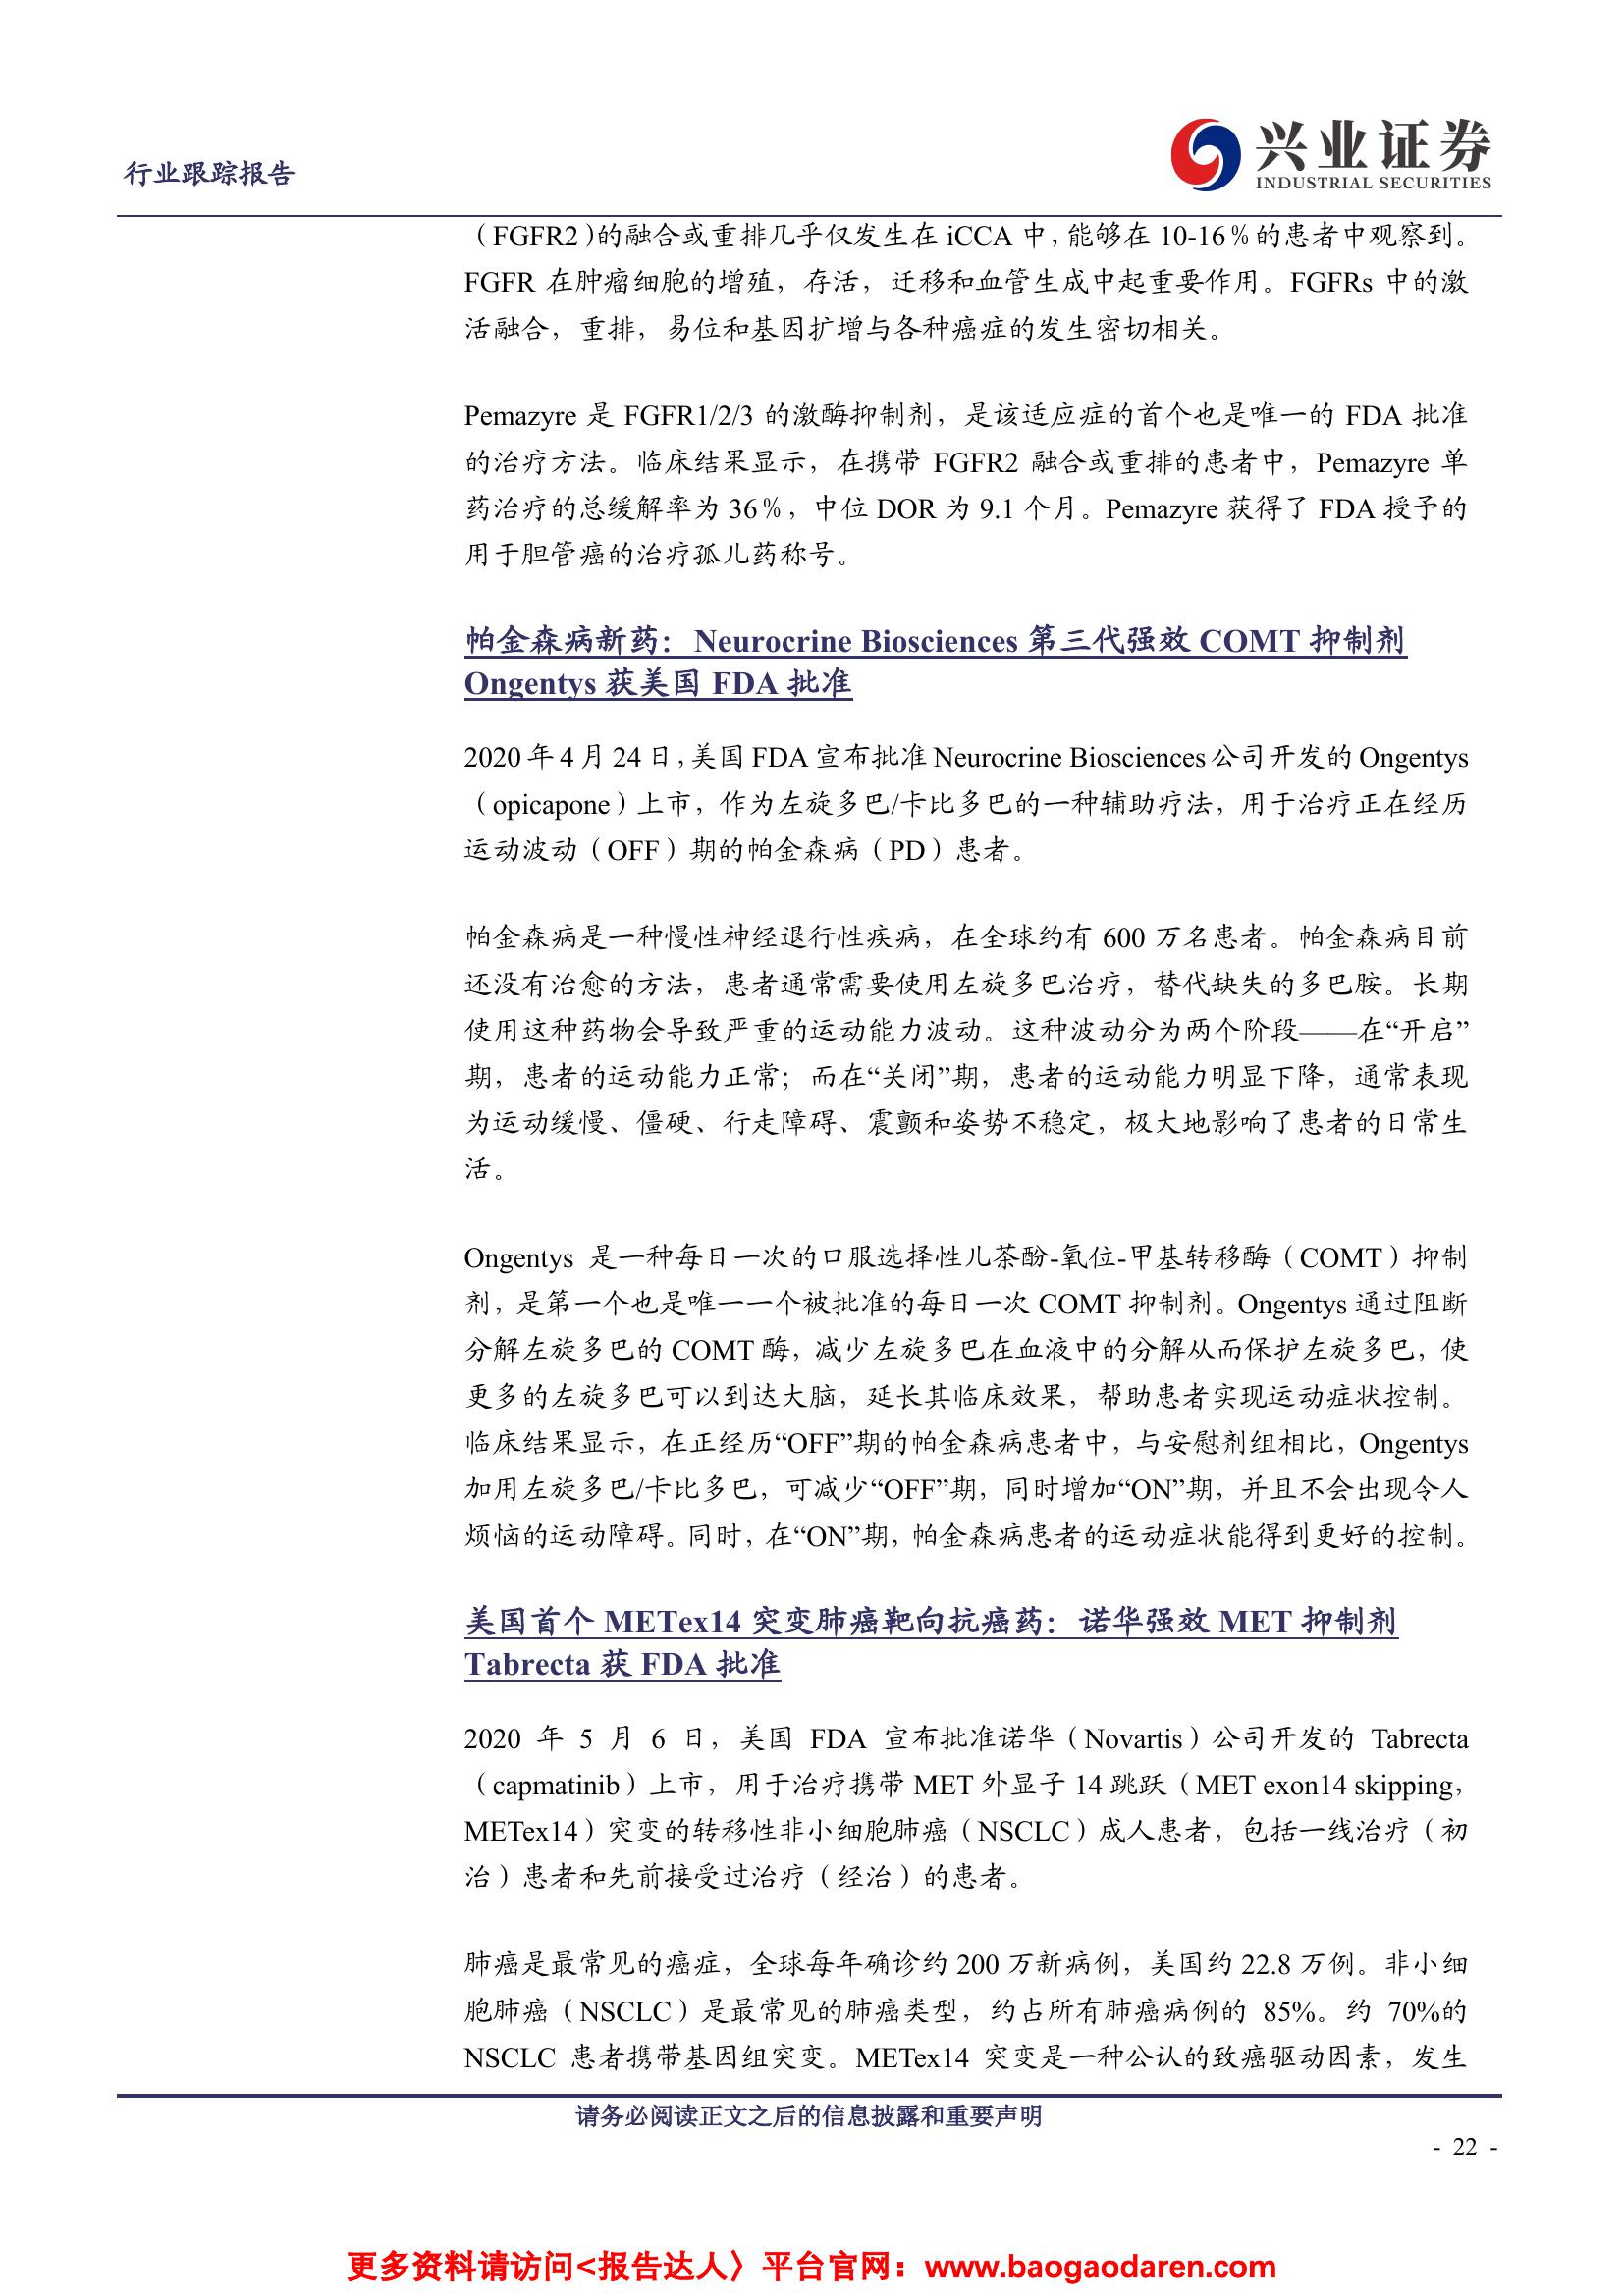 行业跟踪报告
兴业证券
INDUSTRIAL SECURITIES
（FGFR2）的融合或重排几乎仅发生在 iCCA 中，能够在 10-16％的患者中观察到。
FGFR 在肿瘤细胞的增殖，存活，迁移和血管生成中起重要作用。FGFRs 中的激
活融合，重排，易位和基因扩增与各种癌症的发生密切相关。
Pemazyre 是 FGFR1/2/3 的激酶抑制剂，是该适应症的首个也是唯一的 FDA 批准
的治疗方法。临床结果显示，在携带 FGFR2 融合或重排的患者中，Pemazyre 单
药治疗的总缓解率为 36％，中位 DOR 为 9.1 个月。Pemazyre 获得了 FDA 授予的
用于胆管癌的治疗孤儿药称号。
帕金森病新药：Neurocrine Biosciences 第三代强效 COMT 抑制剂
Ongentys 获美国 FDA 批准
2020 年 4 月 24 日，美国 FDA 宣布批准 Neurocrine Biosciences 公司开发的 Ongentys
（opicapone）上市，作为左旋多巴/卡比多巴的一种辅助疗法，用于治疗正在经历
运动波动（OFF）期的帕金森病（PD）患者。
帕金森病是一种慢性神经退行性疾病，在全球约有 600 万名患者。帕金森病目前
还没有治愈的方法，患者通常需要使用左旋多巴治疗，替代缺失的多巴胺。长期
使用这种药物会导致严重的运动能力波动。这种波动分为两个阶段——在“开启”
期，患者的运动能力正常；而在“关闭”期，患者的运动能力明显下降，通常表现
为运动缓慢、僵硬、行走障碍、震颤和姿势不稳定，极大地影响了患者的日常生
活。
Ongentys 是一种每日一次的口服选择性儿茶酚-氧位-甲基转移酶（COMT）抑制
剂，是第一个也是唯一一个被批准的每日一次 COMT 抑制剂。Ongentys 通过阻断
分解左旋多巴的 COMT 酶，减少左旋多巴在血液中的分解从而保护左旋多巴，使
更多的左旋多巴可以到达大脑，延长其临床效果，帮助患者实现运动症状控制。
临床结果显示，在正经历“OFF”期的帕金森病患者中，与安慰剂组相比，Ongentys
加用左旋多巴/卡比多巴，可减少“OFF”期，同时增加“ON”期，并且不会出现令人
烦恼的运动障碍。同时，在“ON”期，帕金森病患者的运动症状能得到更好的控制。
美国首个 METex14 突变肺癌靶向抗癌药：诺华强效 MET 抑制剂
Tabrecta 获 FDA 批准
2020 年 5 月 6 日，美国 FDA 宣布批准诺华（Novartis）公司开发的 Tabrecta
（capmatinib）上市，用于治疗携带 MET 外显子 14 跳跃（MET exon14 skipping，
METex14）突变的转移性非小细胞肺癌（NSCLC）成人患者，包括一线治疗（初
治）患者和先前接受过治疗（经治）的患者。
肺癌是最常见的癌症，全球每年确诊约 200 万新病例，美国约 22.8 万例。非小细
胞肺癌（NSCLC）是最常见的肺癌类型，约占所有肺癌病例的 85%。约 70%的
NSCLC 患者携带基因组突变。METex14 突变是一种公认的致癌驱动因素，发生
请务必阅读正文之后的信息披露和重要声明
- 22 -
更多资料请访问<报告达人〉平台官网：www.baogaodaren.com